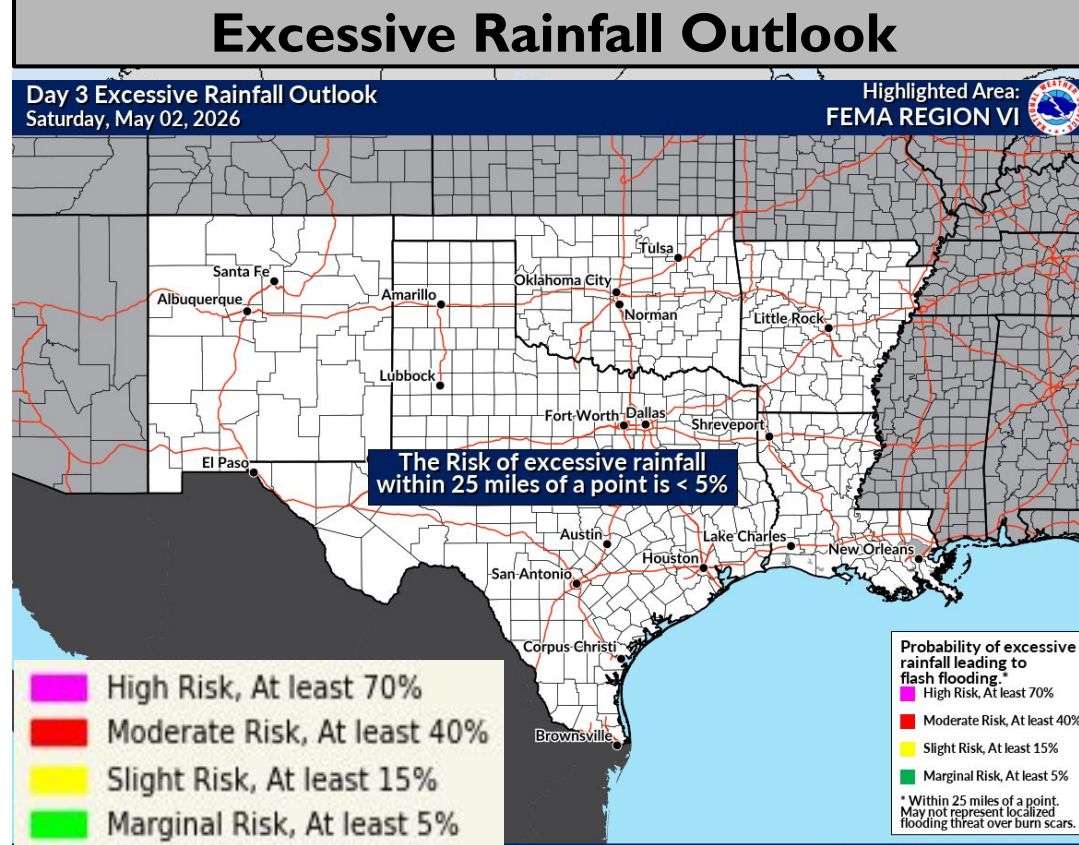 Excessive Rainfall Outlook
Day 3 Excessive Rainfall Outlook
Saturday, May 02, 2026
Highlighted Area:
FEMA REGION VI
Tulsa
Santa Fe
Oklahoma City
Albuquerque
Amarillo
Norman
Little Rock
Lubbock
Fort Worth
Dallas
Shreveport
El Paso
The Risk of excessive rainfall
within 25 miles of a point is < 5%
Austin
Lake Charles
New Orleans
Houston
San Antonio
Corpus Christi
Brownsville
High Risk, At least 70%
Moderate Risk, At least 40%
Slight Risk, At least 15%
Marginal Risk, At least 5%
Probability of excessive
rainfall leading to
flash flooding.*
High Risk, At least 70%
Moderate Risk, At least 40%
Slight Risk, At least 15%
Marginal Risk, At least 5%
* Within 25 miles of a point.
May not represent localized
flooding threat over burn scars.